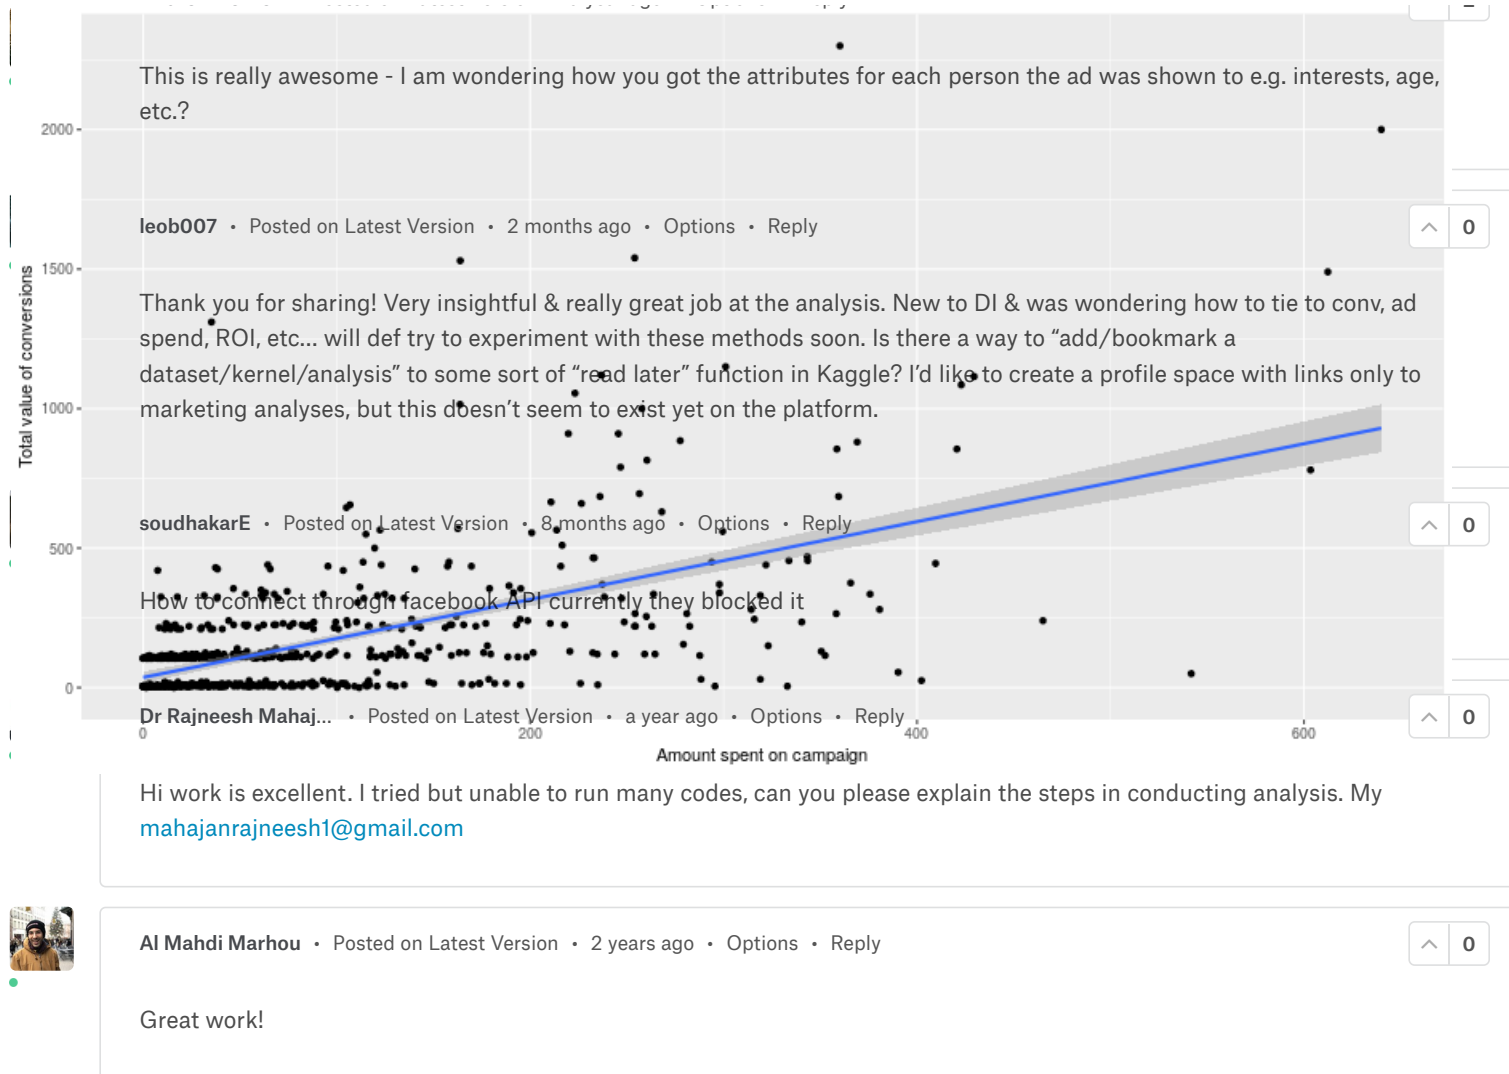 This is really awesome - I am wondering how you got the attributes for each person the ad was shown to e.g. interests, age,
etc.?
2000
leob007 • Posted on Latest Version • 2 months ago • Options • Reply
0
1500
Total value of conversions
Thank you for sharing! Very insightful & really great job at the analysis. New to DI & was wondering how to tie to conv, ad
spend, ROI, etc... will def try to experiment with these methods soon. Is there a way to “add/bookmark a
dataset/kernel/analysis” to some sort of “read later” function in Kaggle? I’d like to create a profile space with links only to
marketing analyses, but this doesn’t seem to exist yet on the platform.
1000
soudhakarE • Posted on Latest Version • 8 months ago • Options • Reply
0
500
How to connect through facebook API currently they blocked it
0
Dr Rajneesh Mahaj... • Posted on Latest Version • a year ago • Options • Reply
0
0 200 400 600
Amount spent on campaign
Hi work is excellent. I tried but unable to run many codes, can you please explain the steps in conducting analysis. My
mahajanrajneesh1@gmail.com
Al Mahdi Marhou • Posted on Latest Version • 2 years ago • Options • Reply
0
Great work!